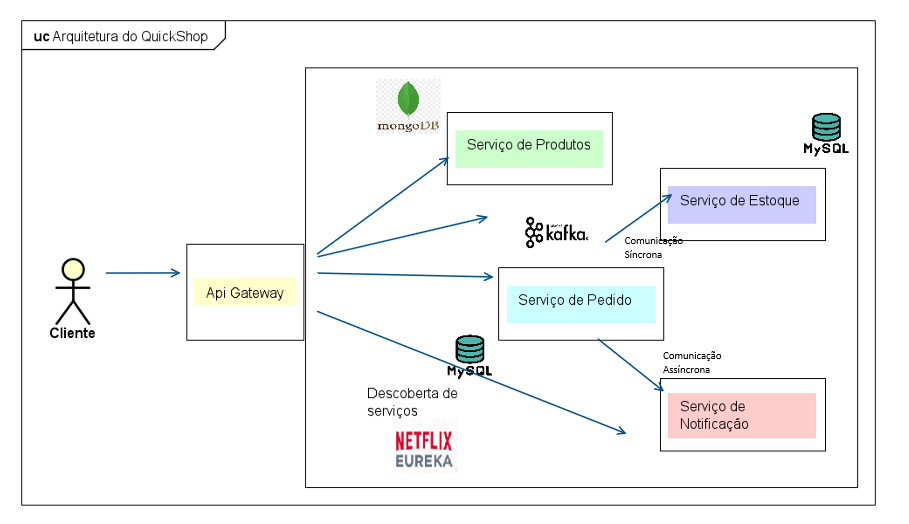 uc Arquitetura do QuickShop
mongoDB
Serviço de Produtos
MySQL
Serviço de Estoque
kafka
Comunicação
Síncrona
Api Gateway
Serviço de Pedido
Cliente
MySQL
Comunicação
Assíncrona
Descoberta de
serviços
Serviço de
Notificação
NETFLIX
EUREKA